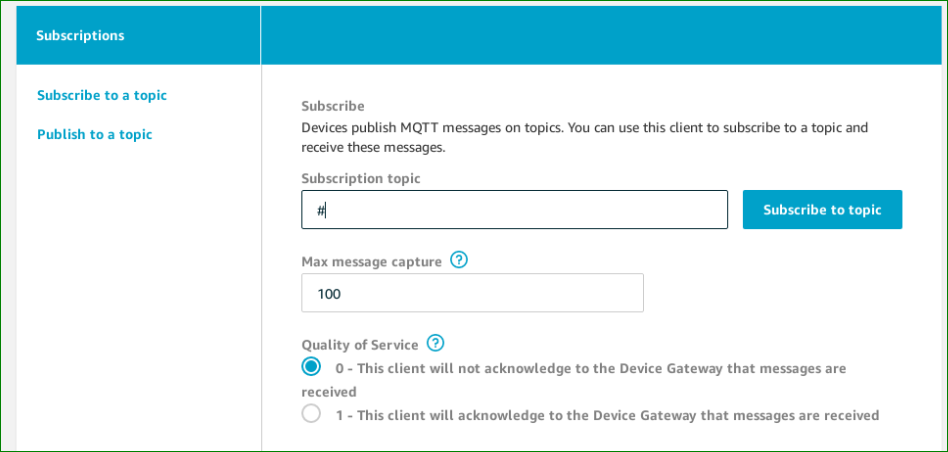 Subscriptions
Subscribe to a topic
Publish to a topic
Subscribe
Devices publish MQTT messages on topics. You can use this client to subscribe to a topic and
receive these messages.
Subscription topic
#
Subscribe to topic
Max message capture ?
100
Quality of Service ?
0 - This client will not acknowledge to the Device Gateway that messages are
received
1 - This client will acknowledge to the Device Gateway that messages are received